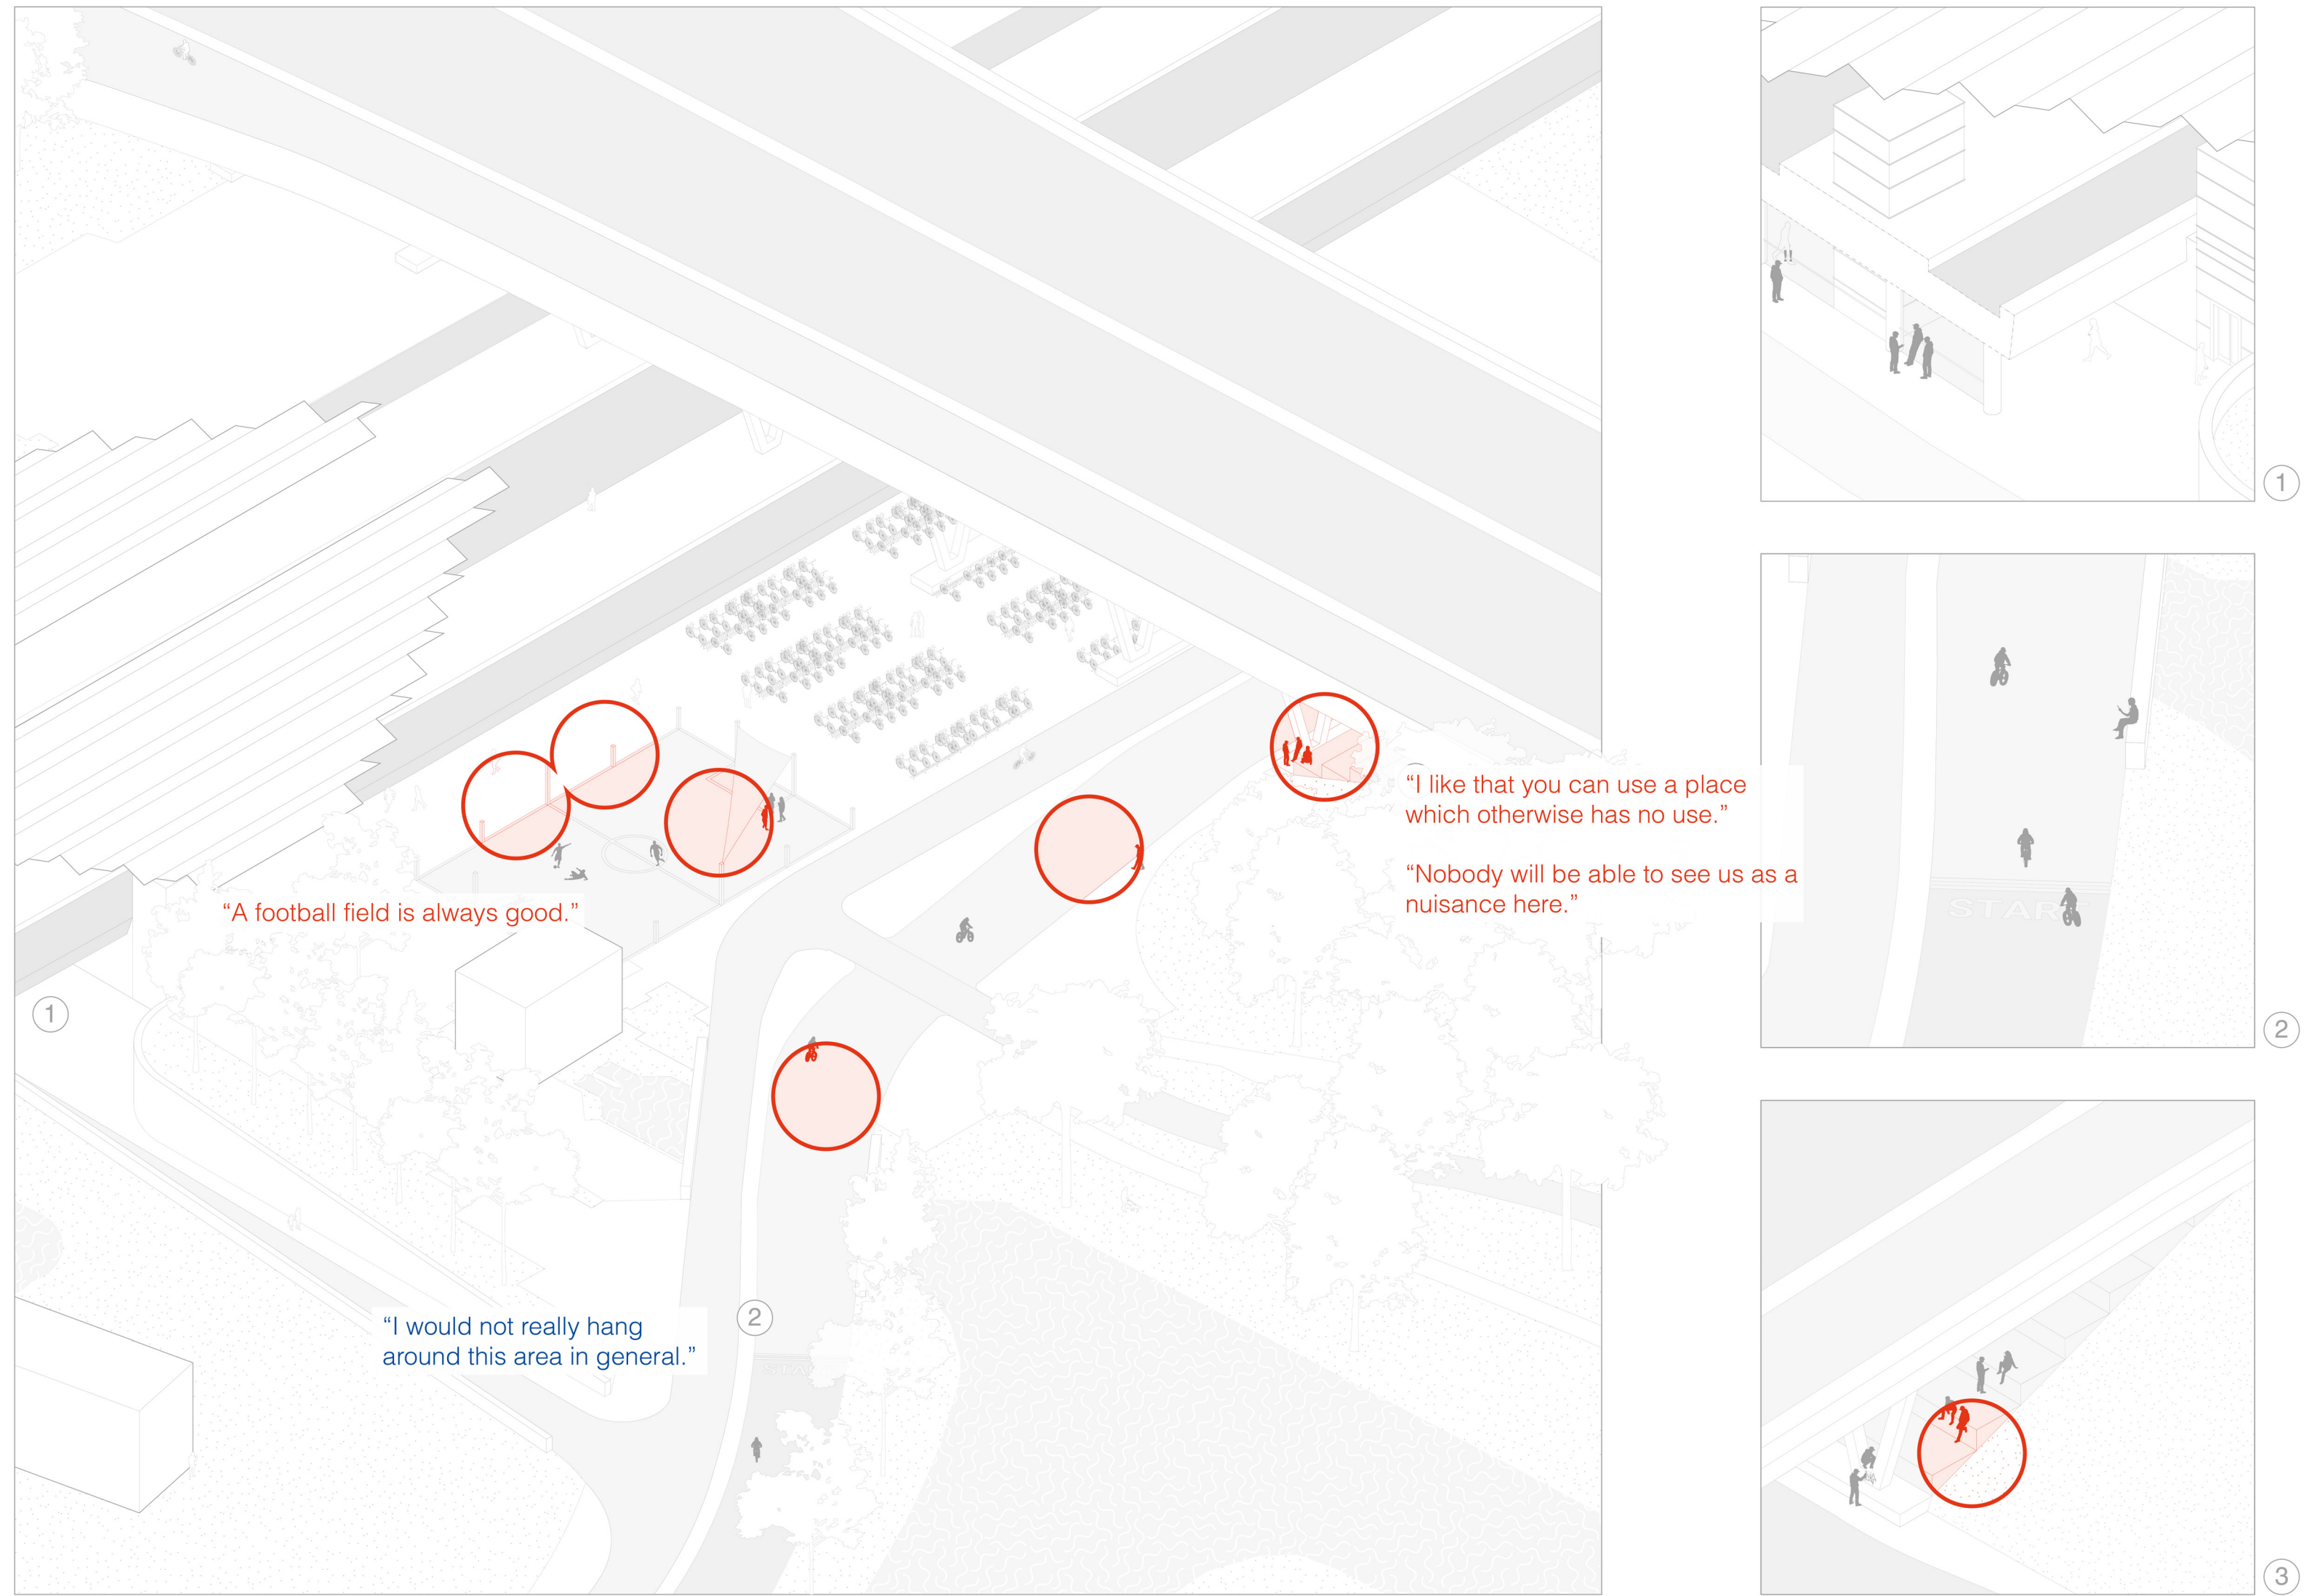 1
“I like that you can use a place
which otherwise has no use.”
“Nobody will be able to see us as a
nuisance here.”
“A football field is always good.”
START
1
2
“I would not really hang
around this area in general.”
2
3